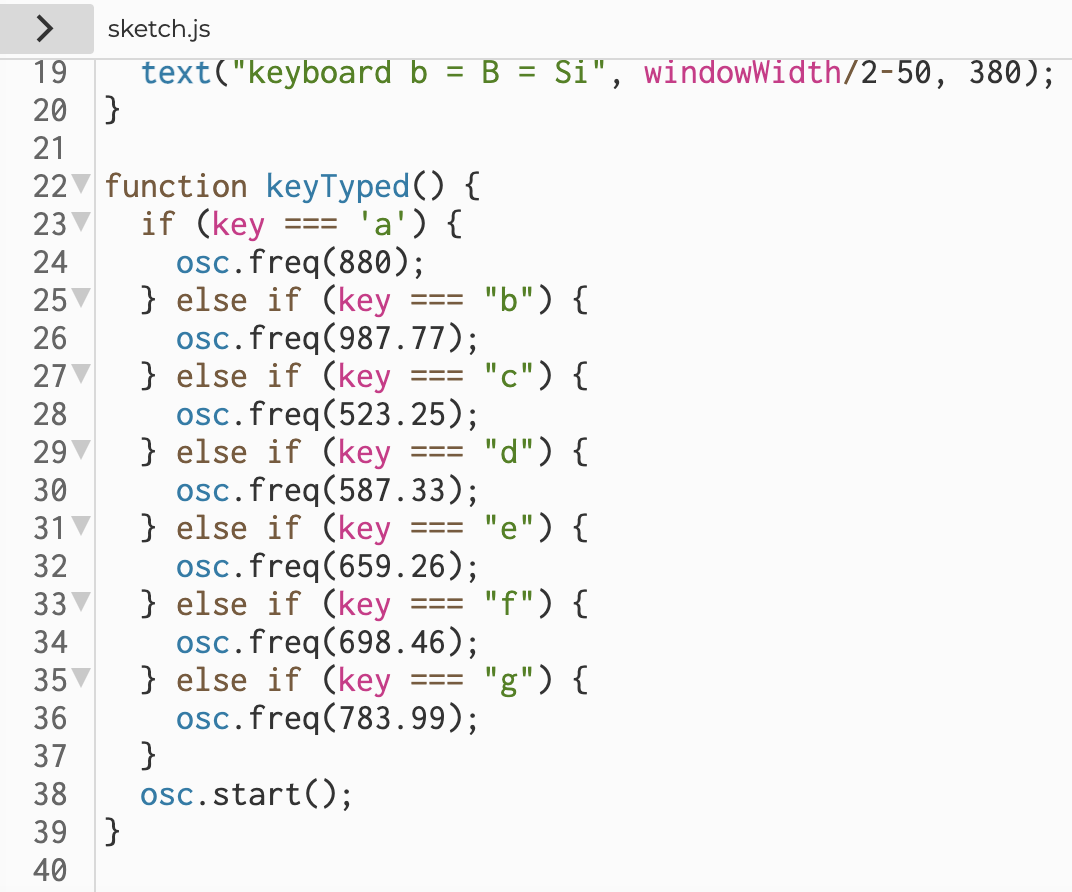 sketch.js
19   text("keyboard b = B = Si", windowWidth/2-50, 380);
20 }
21
22 function keyTyped() {
23   if (key === 'a') {
24     osc.freq(880);
25   } else if (key === "b") {
26     osc.freq(987.77);
27   } else if (key === "c") {
28     osc.freq(523.25);
29   } else if (key === "d") {
30     osc.freq(587.33);
31   } else if (key === "e") {
32     osc.freq(659.26);
33   } else if (key === "f") {
34     osc.freq(698.46);
35   } else if (key === "g") {
36     osc.freq(783.99);
37   }
38   osc.start();
39 }
40